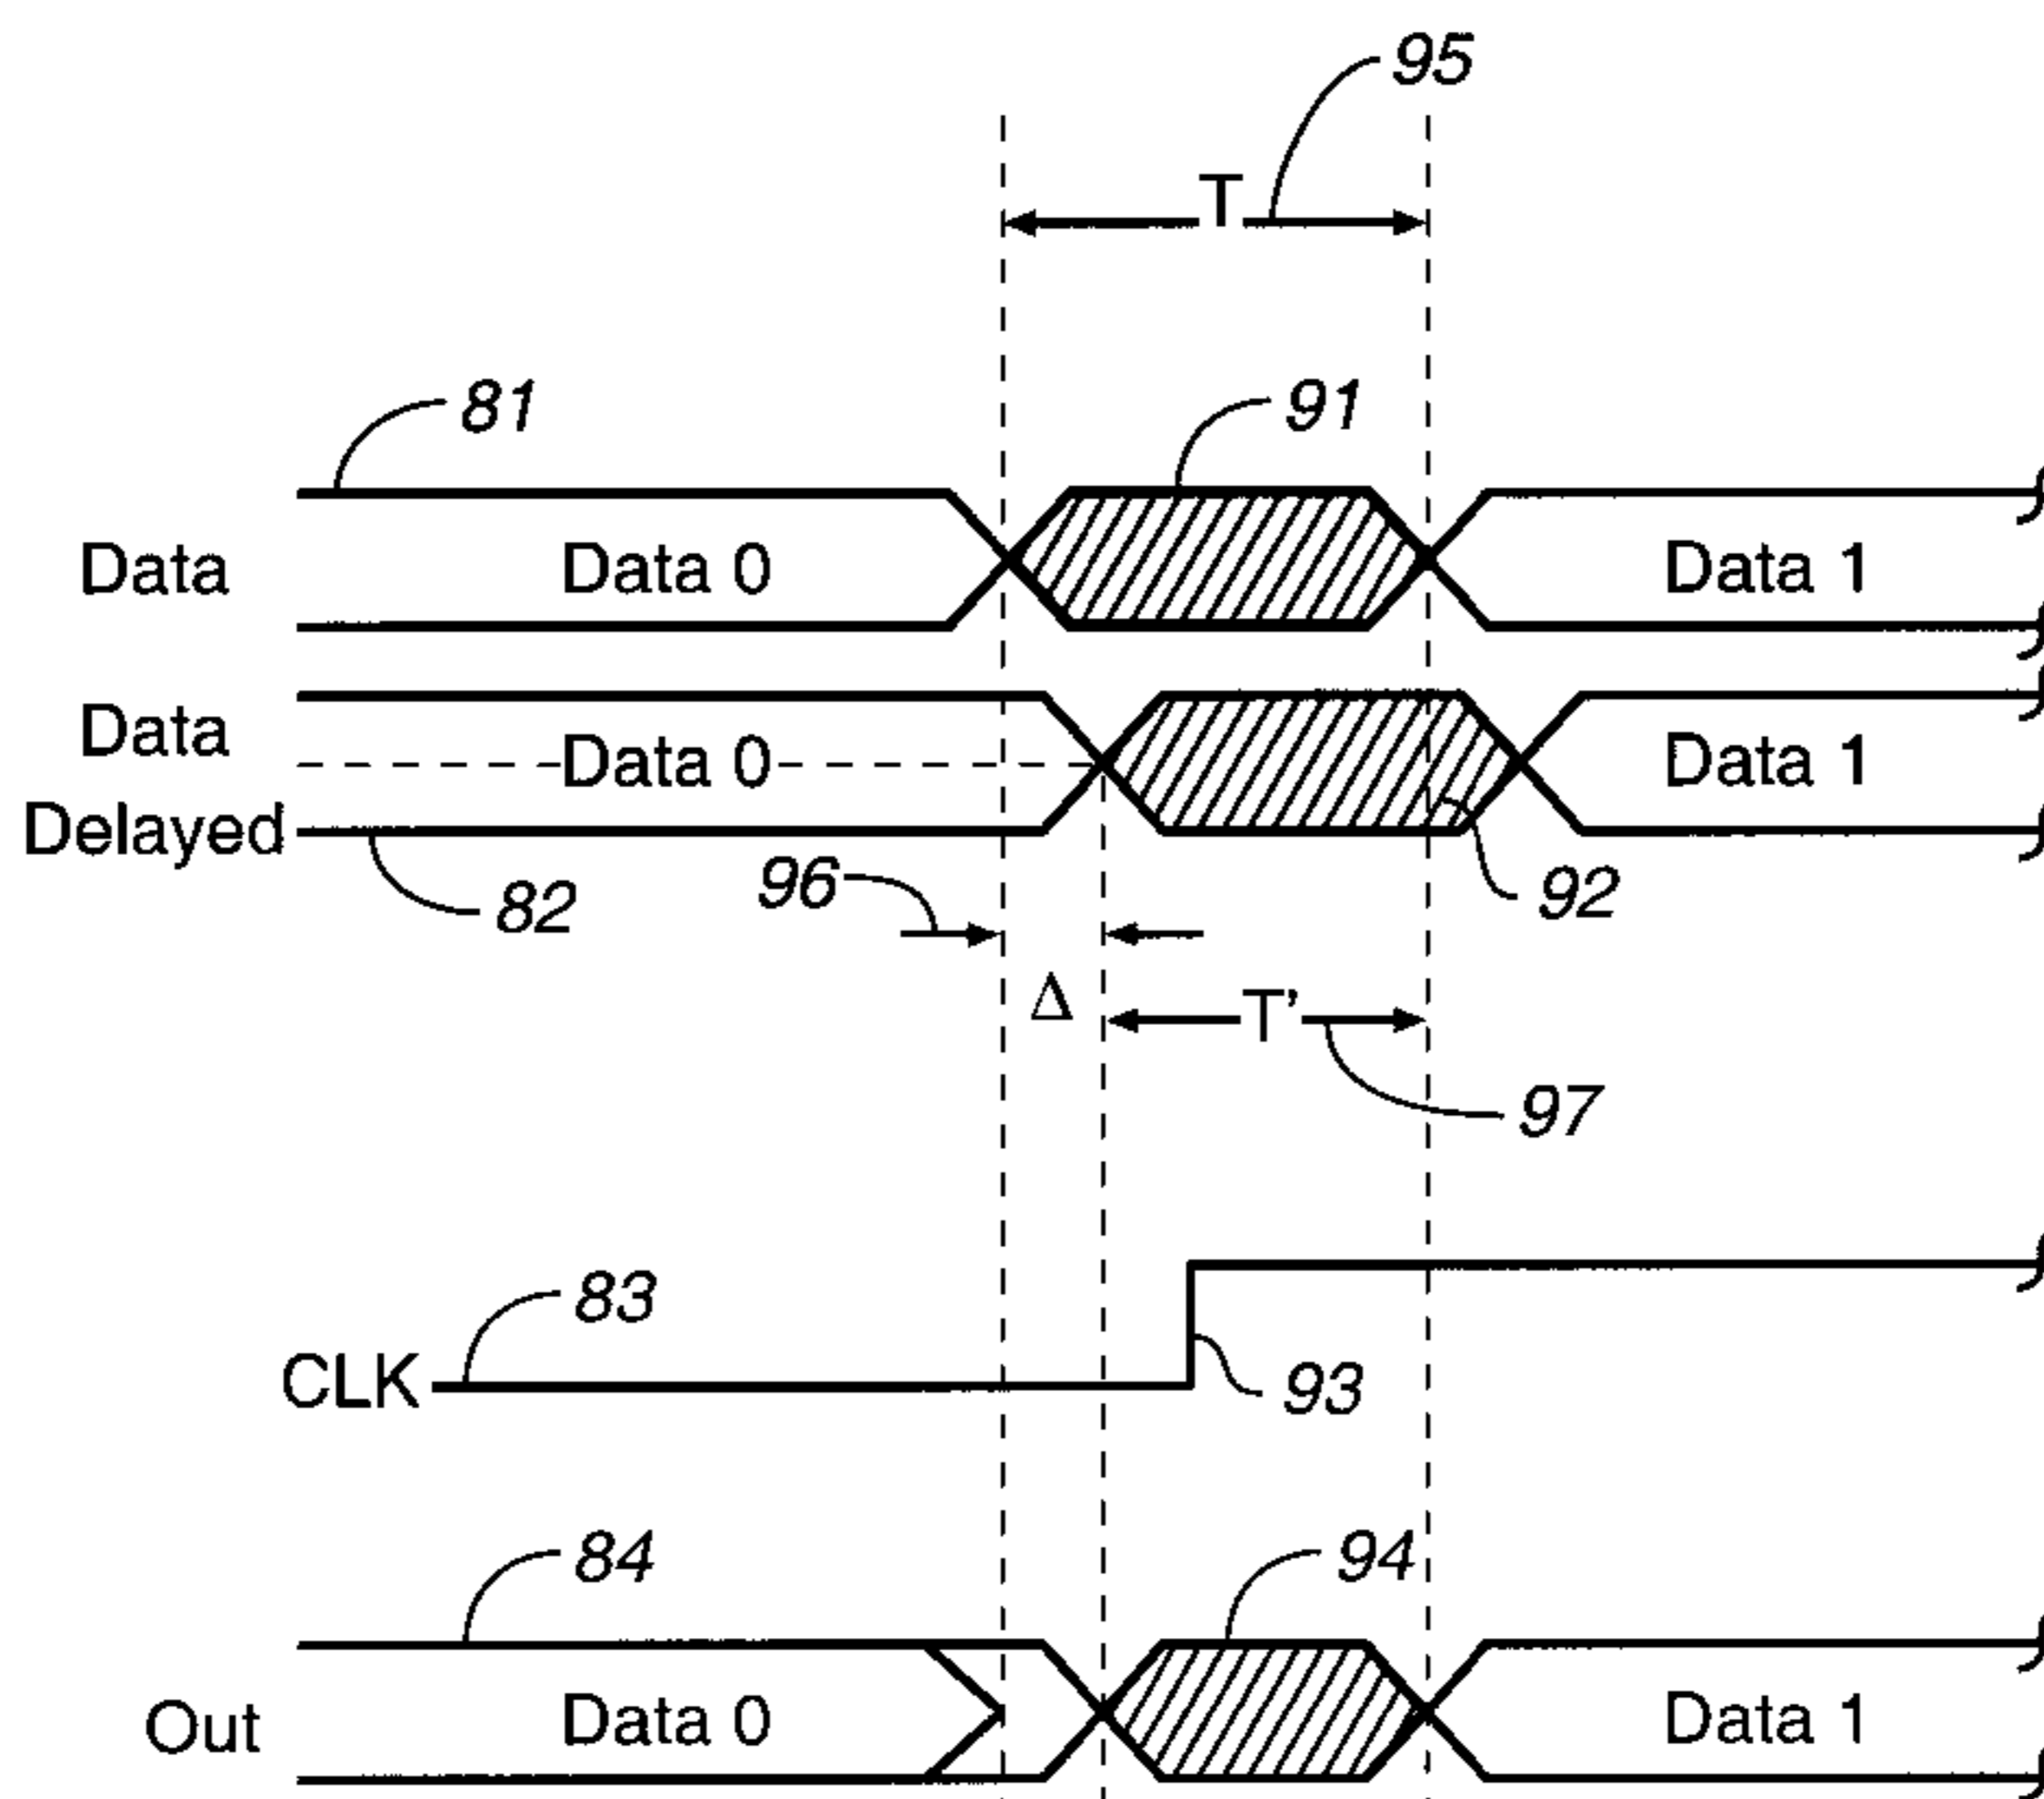 95
T
81
91
Data
Data 0
Data 1
Data
Delayed
Data 0
Data 1
82
96
92
Δ
T’
97
83
CLK
93
84
94
Out
Data 0
Data 1